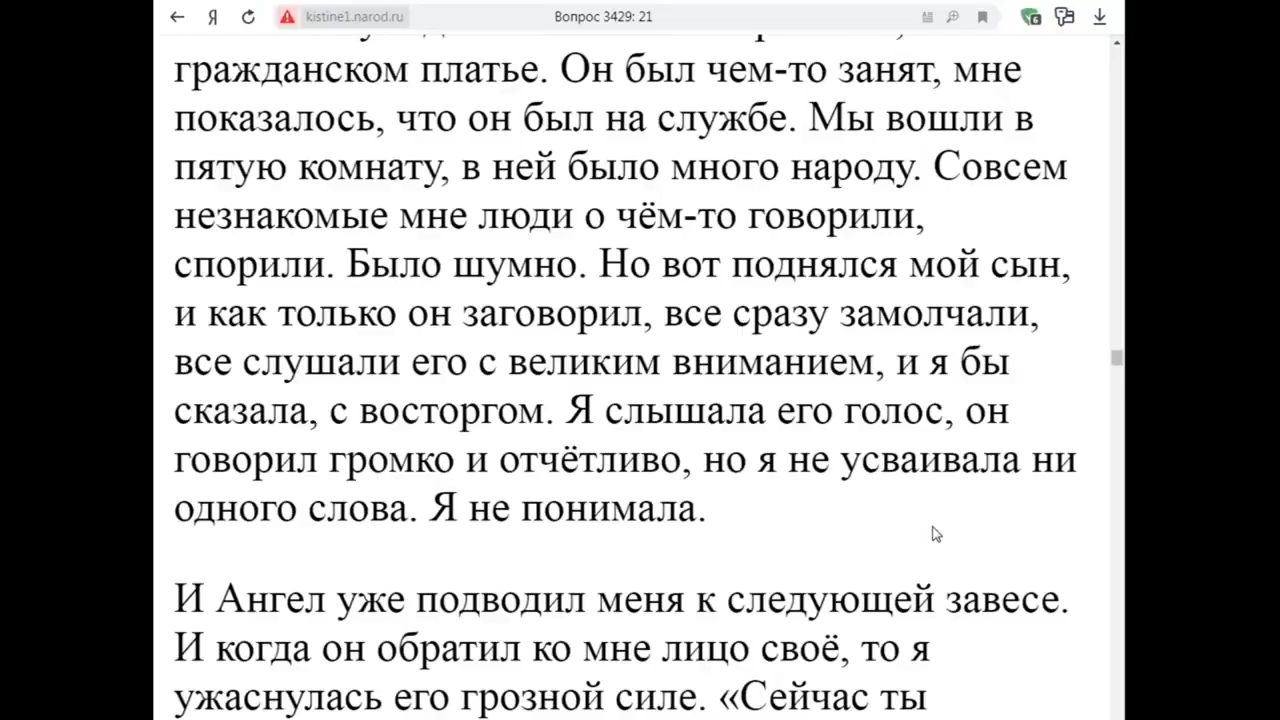 kistine1.narod.ru
Вопрос 3429: 21
гражданском платье. Он был чем-то занят, мне
показалось, что он был на службе. Мы вошли в
пятую комнату, в ней было много народу. Совсем
незнакомые мне люди о чём-то говорили,
спорили. Было шумно. Но вот поднялся мой сын,
и как только он заговорил, все сразу замолчали,
все слушали его с великим вниманием, и я бы
сказала, с восторгом. Я слышала его голос, он
говорил громко и отчётливо, но я не усваивала ни
одного слова. Я не понимала.
И Ангел уже подводил меня к следующей завесе.
И когда он обратил ко мне лицо своё, то я
ужаснулась его грозной силе. «Сейчас ты